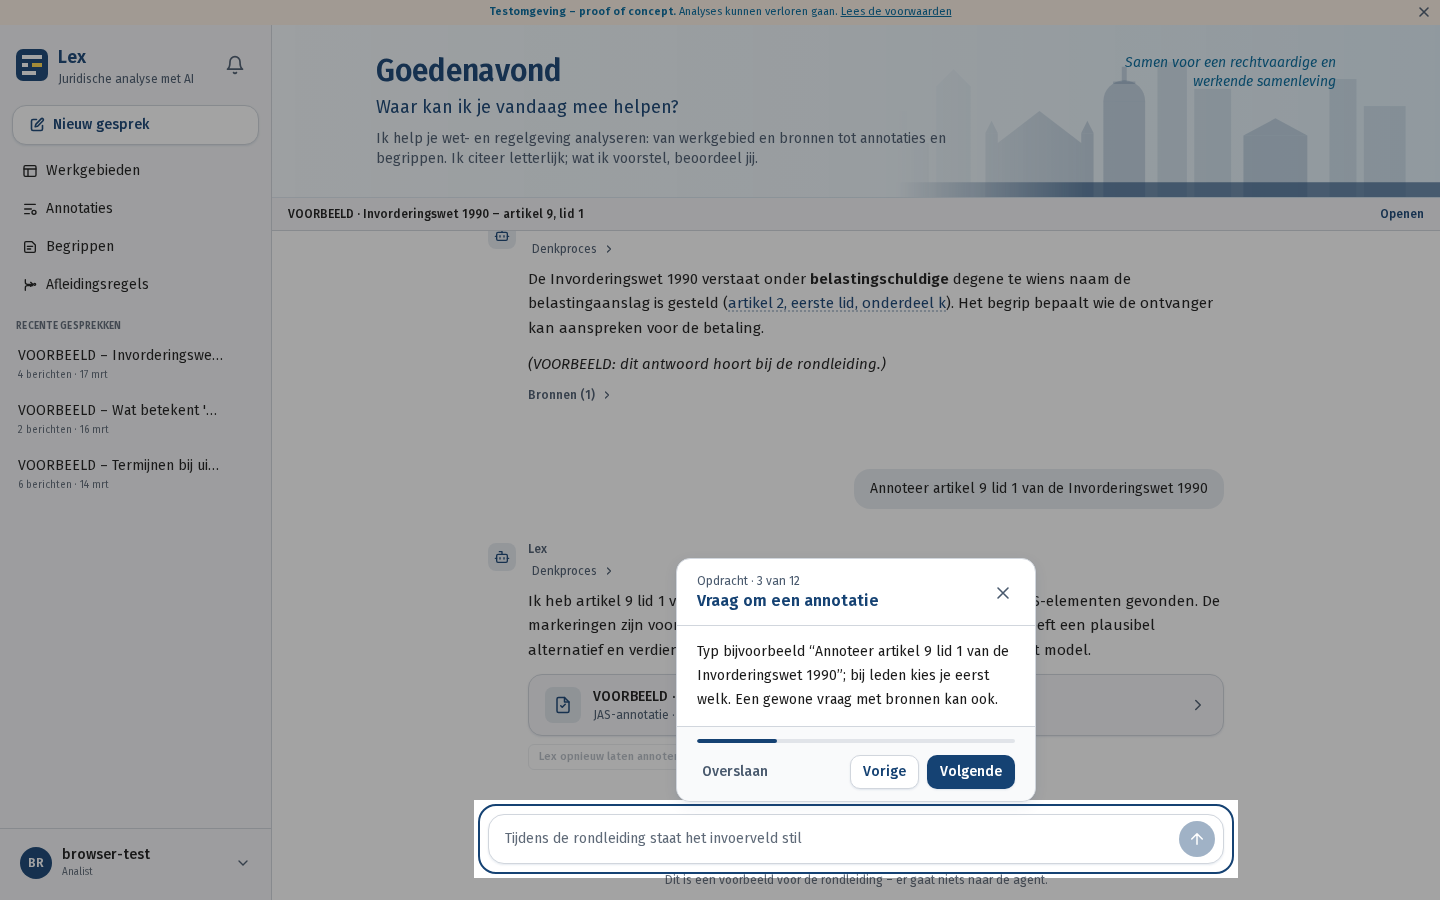 Testomgeving – proof of concept. Analyses kunnen verloren gaan. Lees de voorwaarden
Lex
Juridische analyse met AI
Nieuw gesprek
Werkgebieden
Annotaties
Begrippen
Afleidingsregels
RECENTE GESPREKKEN
VOORBEELD – Invorderingswe...
4 berichten · 17 mrt
VOORBEELD – Wat betekent '...
2 berichten · 16 mrt
VOORBEELD – Termijnen bij ui...
6 berichten · 14 mrt
BR
browser-test
Analist
Goedenavond
Waar kan ik je vandaag mee helpen?
Ik help je wet- en regelgeving analyseren: van werkgebied en bronnen tot annotaties en
begrippen. Ik citeer letterlijk; wat ik voorstel, beoordeel jij.
Samen voor een rechtvaardige en
werkende samenleving
VOORBEELD · Invorderingswet 1990 – artikel 9, lid 1
Openen
Denkproces
De Invorderingswet 1990 verstaat onder belastingschuldige degene te wiens naam de
belastingaanslag is gesteld (artikel 2, eerste lid, onderdeel k). Het begrip bepaalt wie de ontvanger
kan aanspreken voor de betaling.
(VOORBEELD: dit antwoord hoort bij de rondleiding.)
Bronnen (1)
Annoteer artikel 9 lid 1 van de Invorderingswet 1990
Lex
Denkproces
Ik heb artikel 9 lid 1 v S-elementen gevonden. De
markeringen zijn voor eft een plausibel
alternatief en verdien t model.
VOORBEELD ·
JAS-annotatie ·
Lex opnieuw laten annoter
Opdracht · 3 van 12
Vraag om een annotatie
Typ bijvoorbeeld “Annoteer artikel 9 lid 1 van de
Invorderingswet 1990”; bij leden kies je eerst
welk. Een gewone vraag met bronnen kan ook.
Overslaan
Vorige
Volgende
Tijdens de rondleiding staat het invoerveld stil
Dit is een voorbeeld voor de rondleiding – er gaat niets naar de agent.